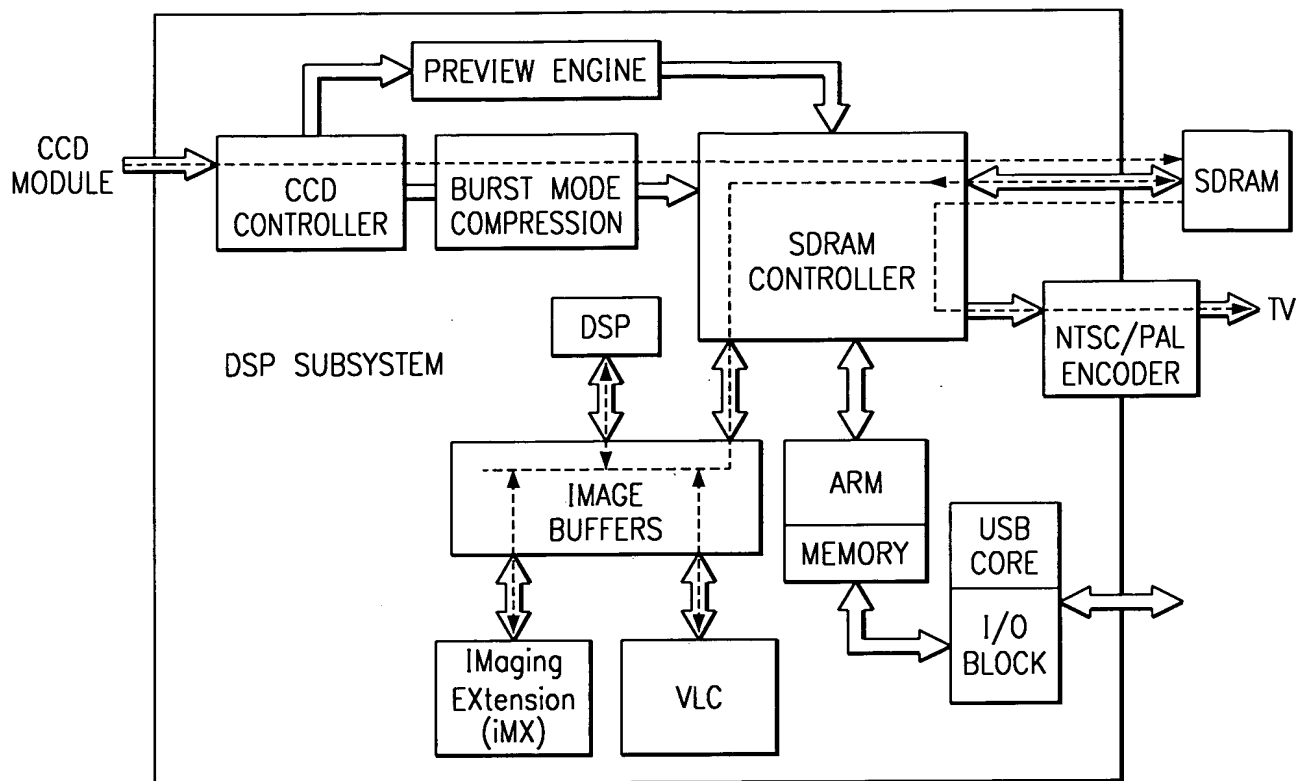 PREVIEW ENGINE
CCD
MODULE
CCD
CONTROLLER
BURST MODE
COMPRESSION
SDRAM
CONTROLLER
SDRAM
DSP SUBSYSTEM
DSP
NTSC/PAL
ENCODER
TV
IMAGE
BUFFERS
ARM
MEMORY
USB
CORE
I/O
BLOCK
IMaging
EXtension
(iMX)
VLC